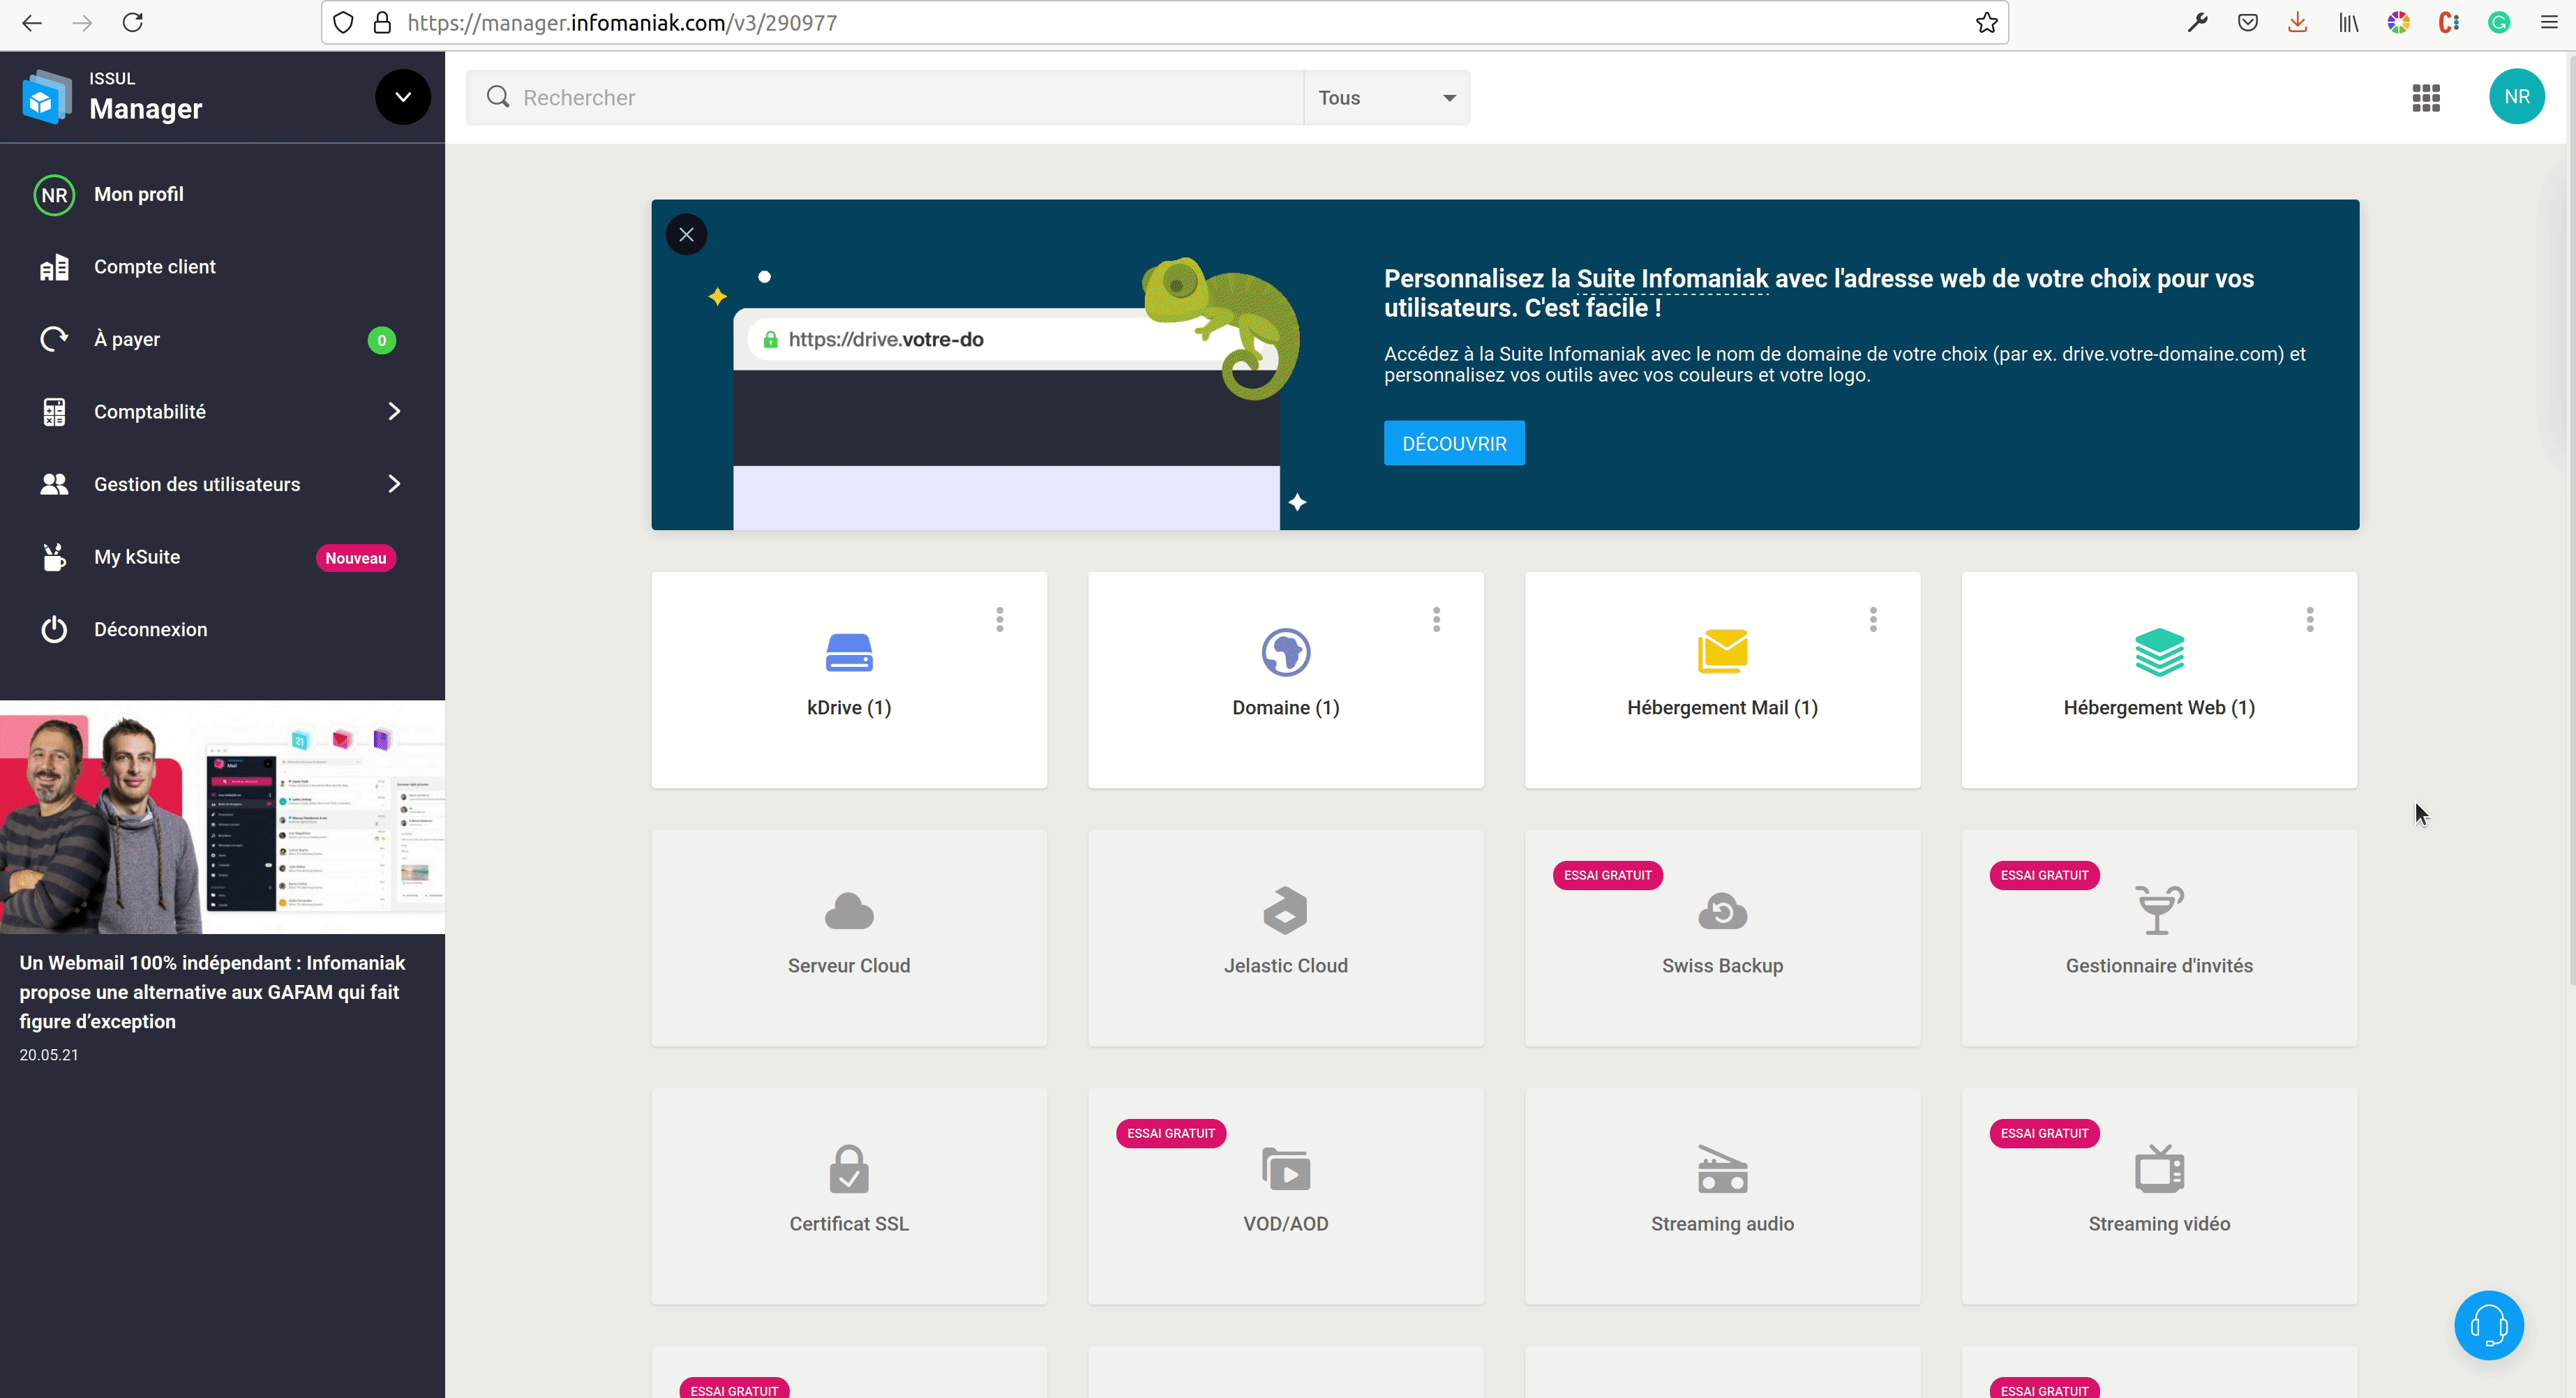 https://manager.infomaniak.com/v3/290977
ISSUL
Manager
Rechercher
Tous
NR
NR
Mon profil
Compte client
À payer
0
Comptabilité
Gestion des utilisateurs
My kSuite
Nouveau
Déconnexion
Un Webmail 100% indépendant : Infomaniak
propose une alternative aux GAFAM qui fait
figure d’exception
20.05.21
https://drive.votre-do
Personnalisez la Suite Infomaniak avec l'adresse web de votre choix pour vos
utilisateurs. C'est facile !
Accédez à la Suite Infomaniak avec le nom de domaine de votre choix (par ex. drive.votre-domaine.com) et
personnalisez vos outils avec vos couleurs et votre logo.
DÉCOUVRIR
kDrive (1)
Domaine (1)
Hébergement Mail (1)
Hébergement Web (1)
Serveur Cloud
Jelastic Cloud
ESSAI GRATUIT
Swiss Backup
ESSAI GRATUIT
Gestionnaire d'invités
Certificat SSL
ESSAI GRATUIT
VOD/AOD
Streaming audio
ESSAI GRATUIT
Streaming vidéo
ESSAI GRATUIT
ESSAI GRATUIT